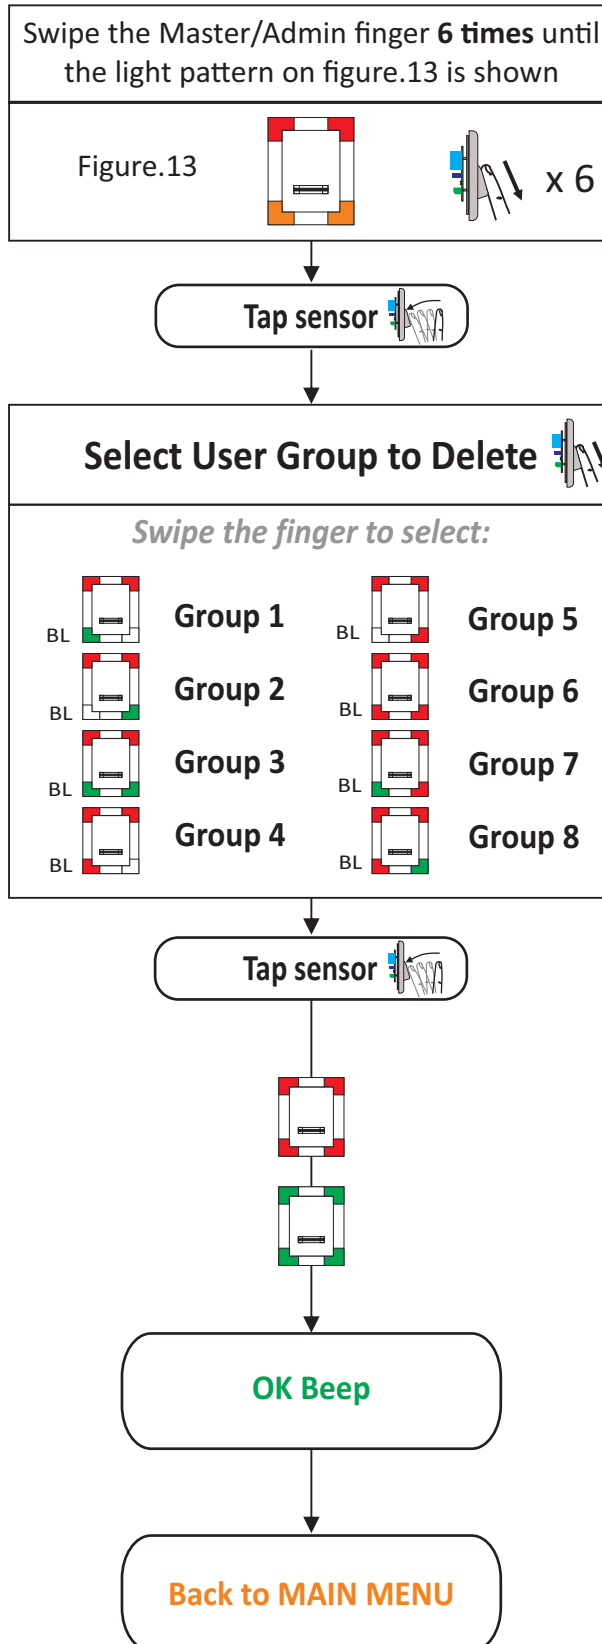 Swipe the Master/Admin finger 6 times until
the light pattern on figure.13 is shown
Figure.13
x 6
Tap sensor
Select User Group to Delete
Swipe the finger to select:
BL Group 1
BL Group 2
BL Group 3
BL Group 4
BL Group 5
BL Group 6
BL Group 7
BL Group 8
Tap sensor
OK Beep
Back to MAIN MENU